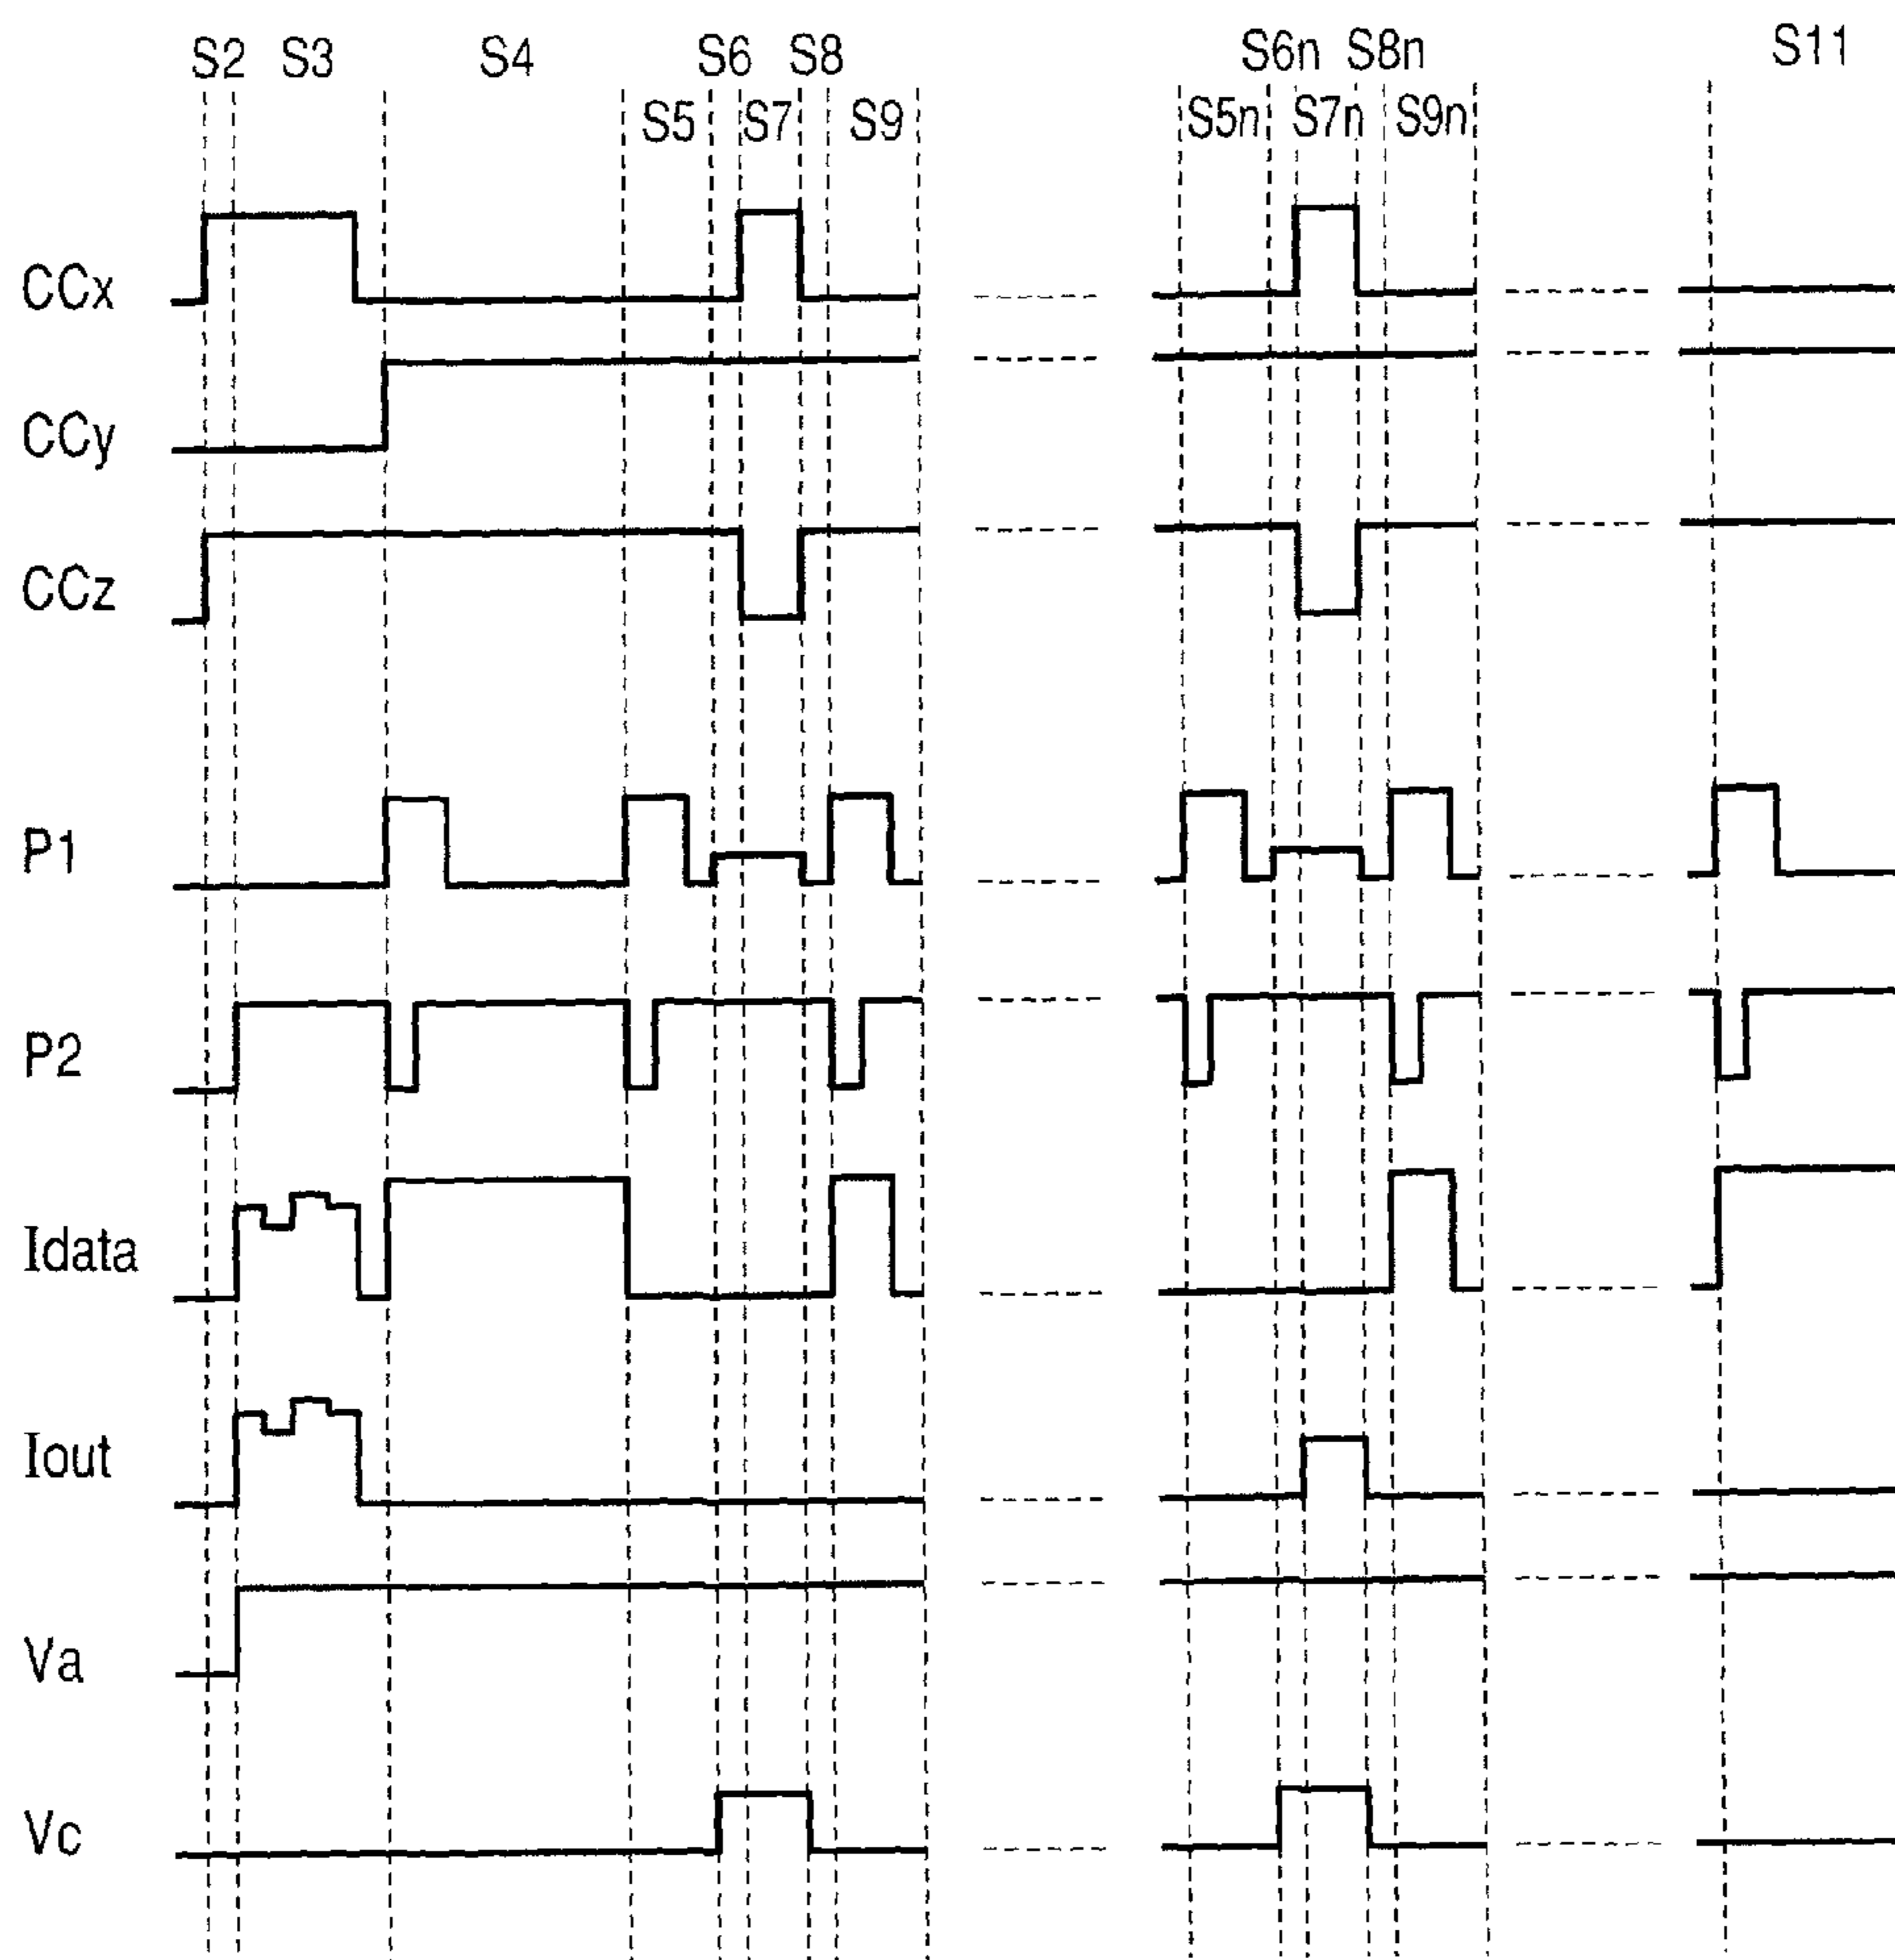 S2 S3 S4 S6 S8 S6n S8n S11
S5 S7 S9 S5n S7n S9n
CCx
CCy
CCz
P1
P2
Idata
Iout
Va
Vc